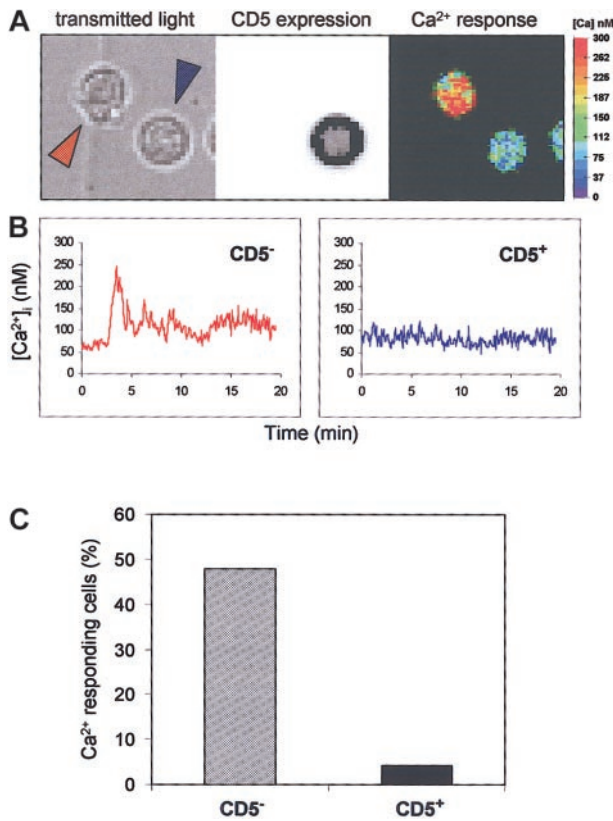 A
transmitted light CD5 expression Ca²⁺ response
[Ca] nM
300
262
225
187
150
112
75
37
0
B
CD5⁻
[Ca²⁺]ᵢ (nM)
300
250
200
150
100
50
0
0 5 10 15 20
CD5⁺
300
250
200
150
100
50
0
0 5 10 15 20
Time (min)
C
Ca²⁺ responding cells (%)
60
50
40
30
20
10
0
CD5⁻ CD5⁺